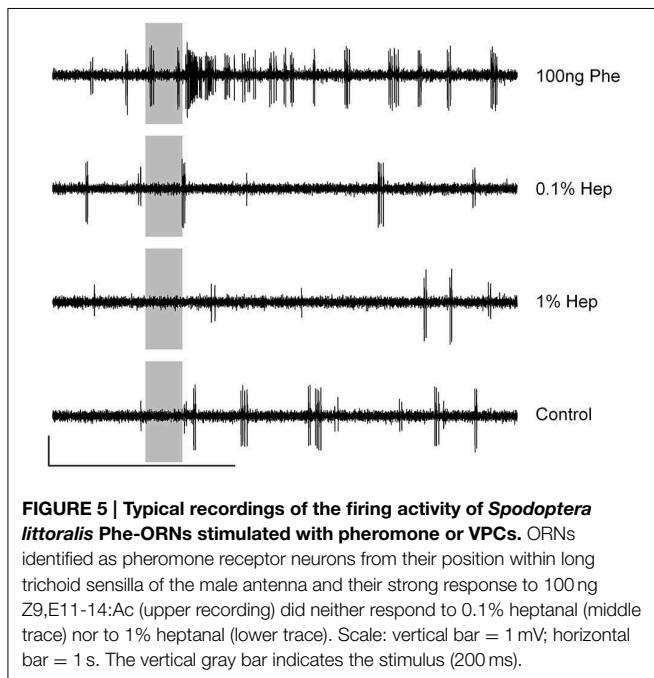 100ng Phe
0.1% Hep
1% Hep
Control
FIGURE 5 | Typical recordings of the firing activity of Spodoptera
littoralis Phe-ORNs stimulated with pheromone or VPCs. ORNs
identified as pheromone receptor neurons from their position within long
trichoid sensilla of the male antenna and their strong response to 100 ng
Z9,E11-14:Ac (upper recording) did neither respond to 0.1% heptanal (middle
trace) nor to 1% heptanal (lower trace). Scale: vertical bar = 1 mV; horizontal
bar = 1 s. The vertical gray bar indicates the stimulus (200 ms).